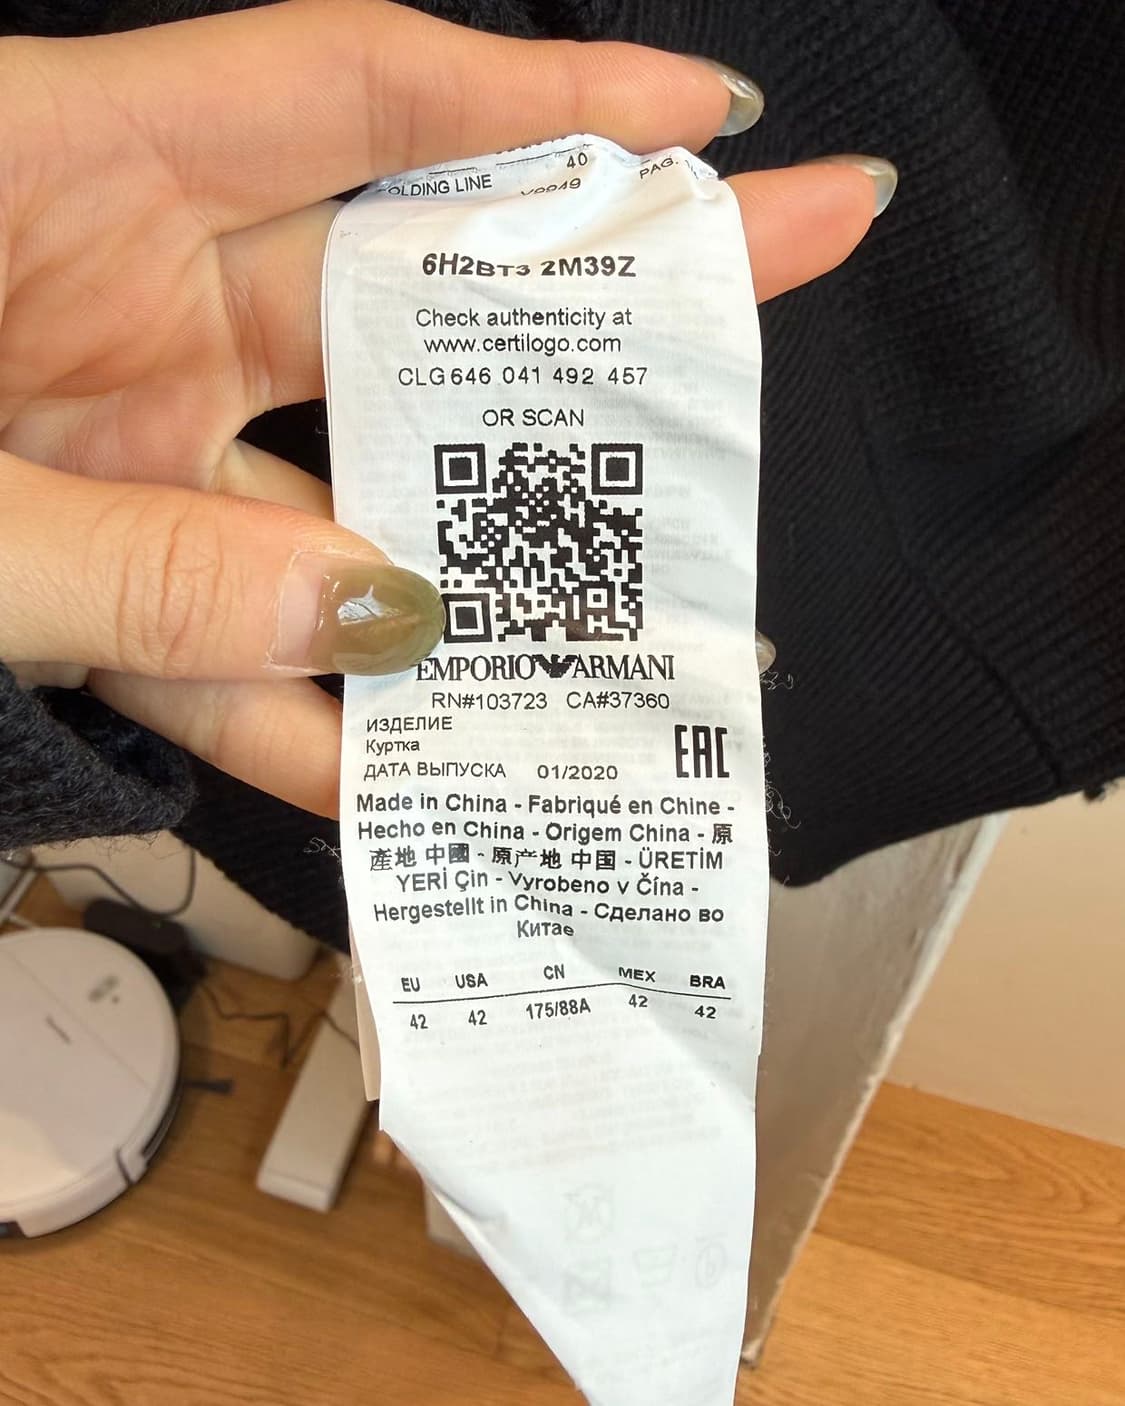 40
FOLDING LINE
PAG.
6H2BT3 2M39Z
Check authenticity at
www.certilogo.com
CLG 646 041 492 457
OR SCAN
EMPORIO ARMANI
RN#103723 CA#37360
ИЗДЕЛИЕ
Куртка
ДАТА ВЫПУСКА 01/2020
EAC
Made in China - Fabriqué en Chine -
Hecho en China - Origem China - 原
產地 中國 - 原产地 中国 - ÜRETİM
YERİ Çin - Vyrobeno v Čína -
Hergestellt in China - Сделано во
Китае
EU USA CN MEX BRA
42 42 175/88A 42 42